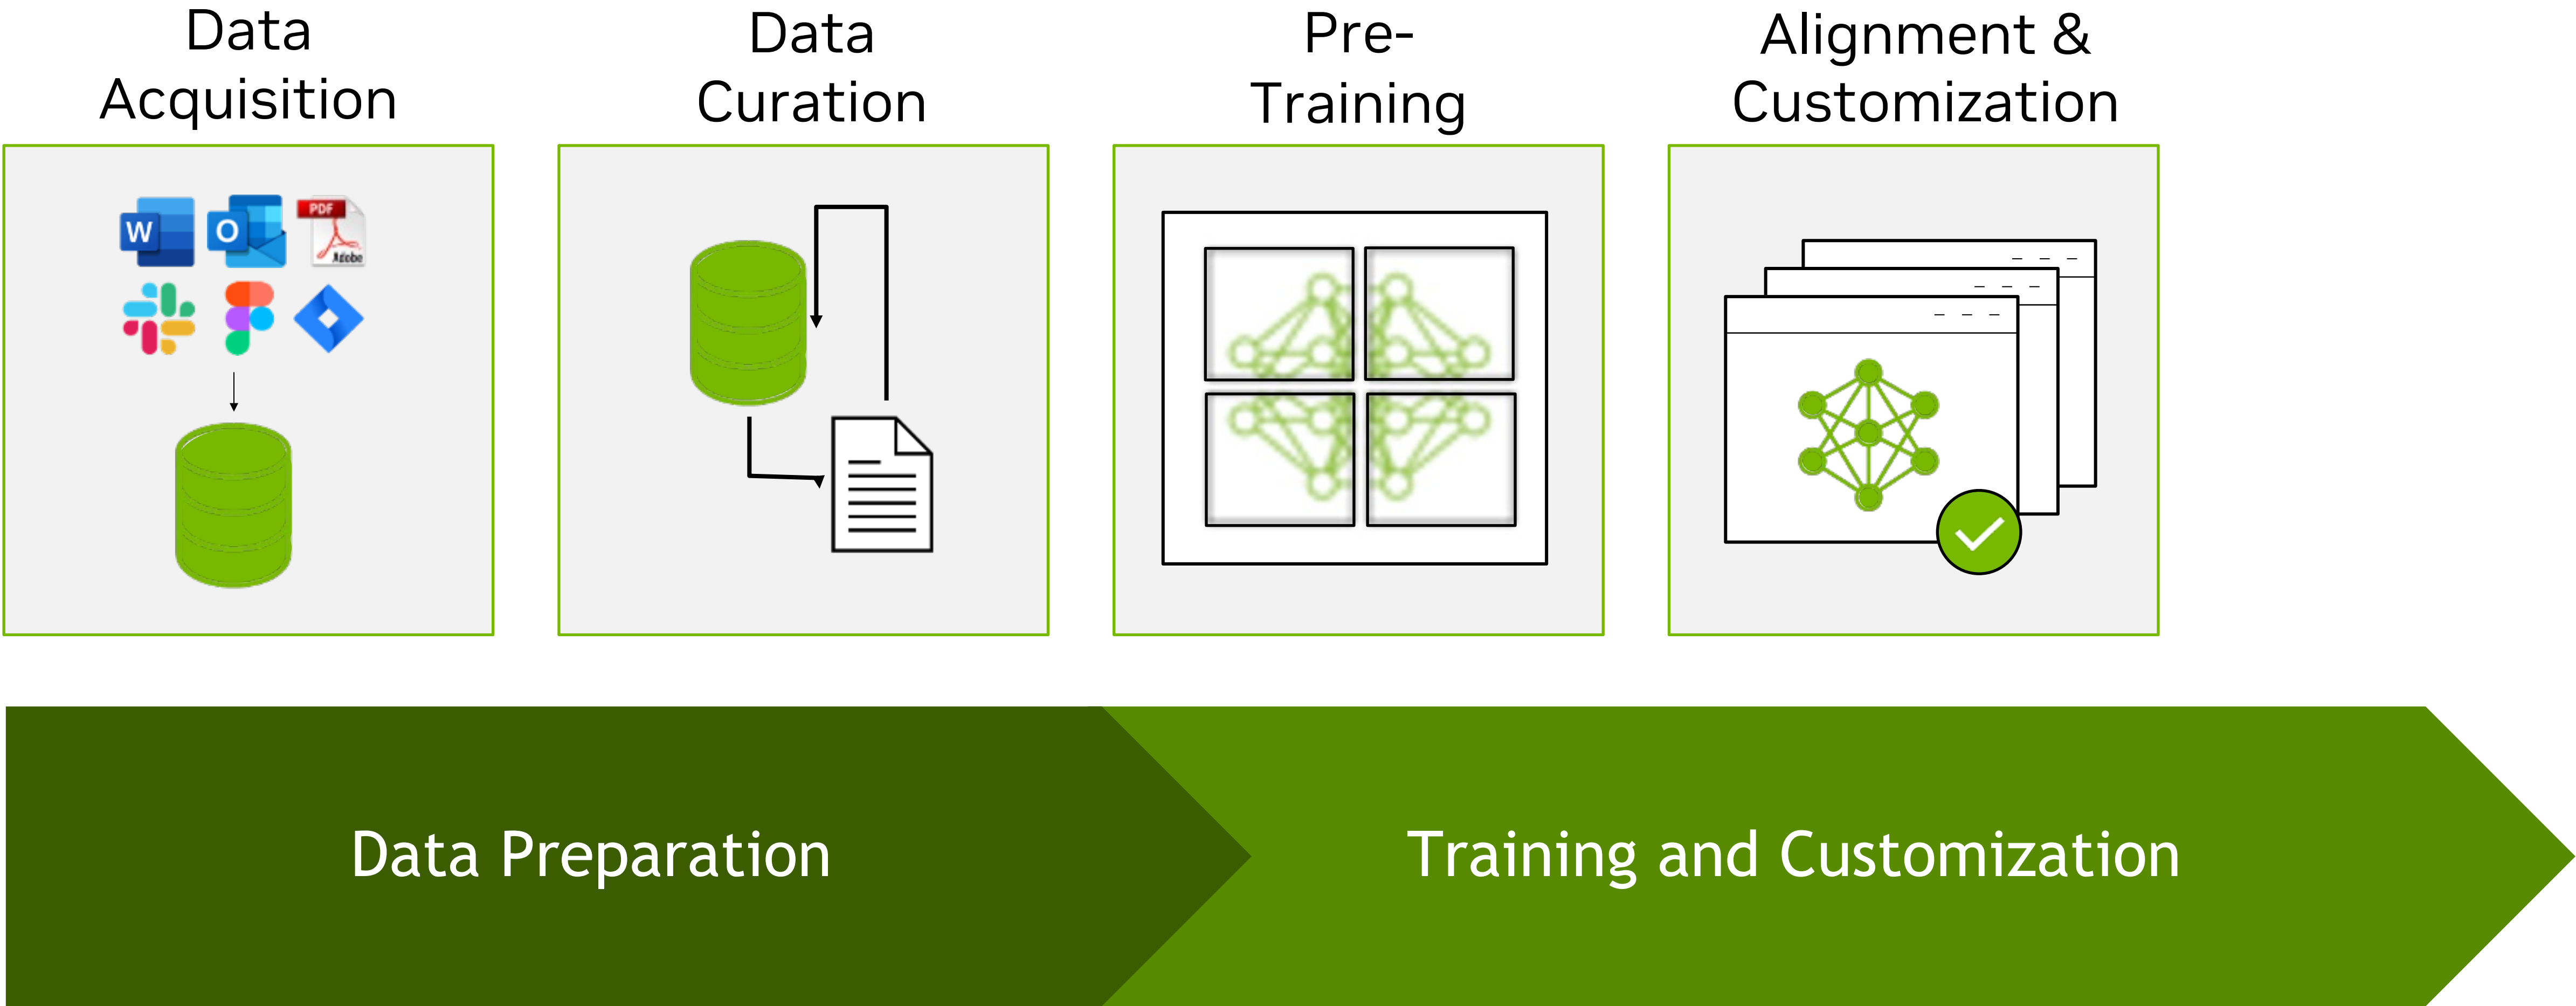 Data
Acquisition
Data
Curation
Pre-
Training
Alignment &
Customization
W
O
PDF
Adobe
Data Preparation
Training and Customization